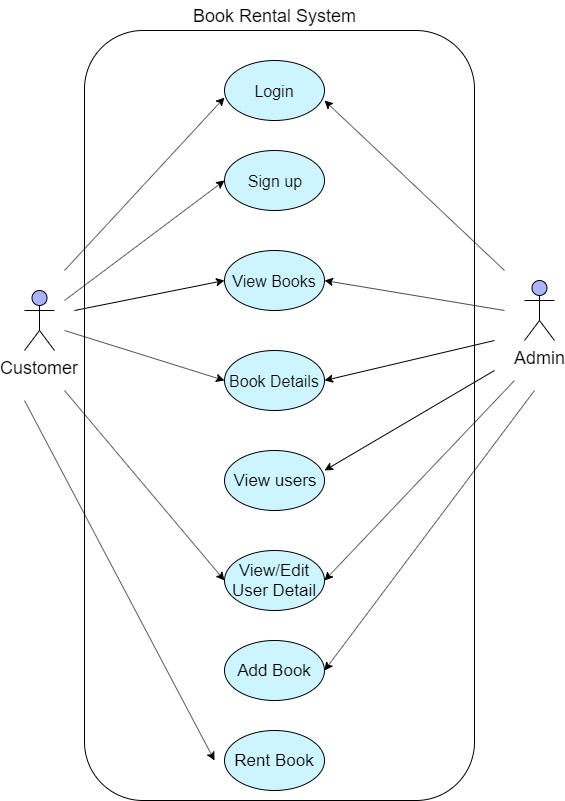 Book Rental System
Login
Sign up
View Books
Customer
Admin
Book Details
View users
View/Edit
User Detail
Add Book
Rent Book